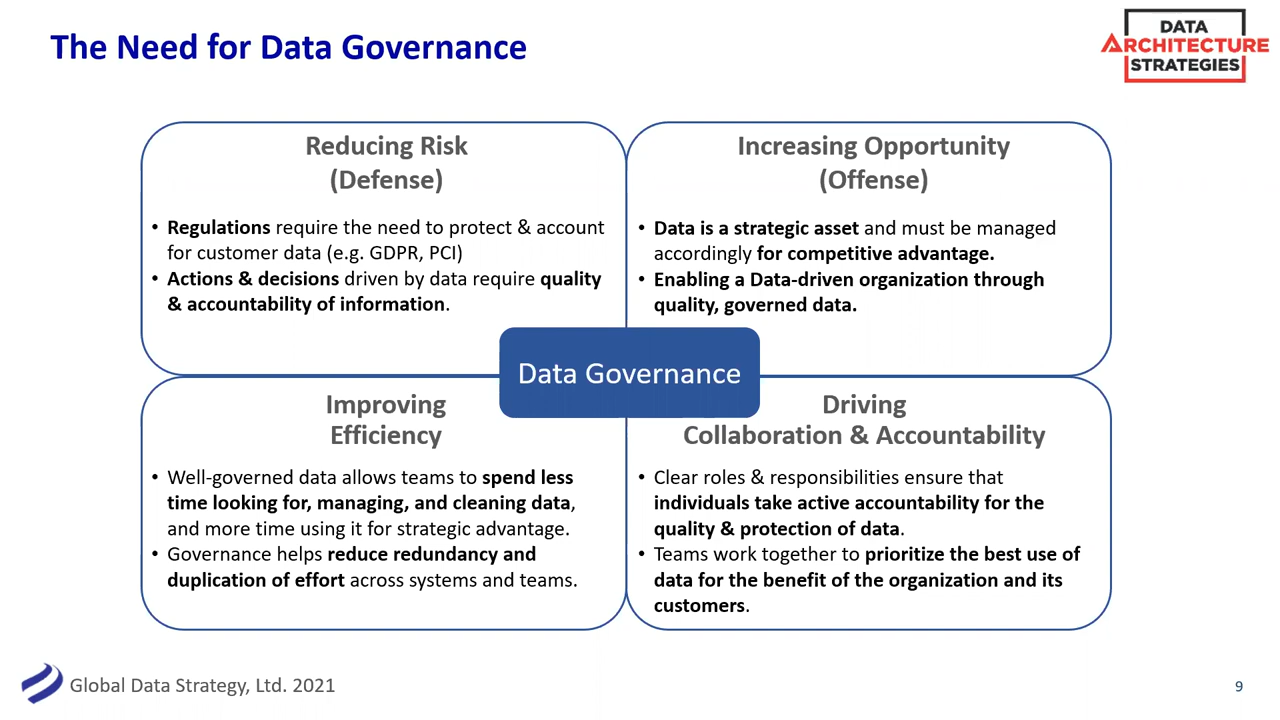 The Need for Data Governance
DATA
ARCHITECTURE
STRATEGIES
Reducing Risk
(Defense)
• Regulations require the need to protect & account
for customer data (e.g. GDPR, PCI)
• Actions & decisions driven by data require quality
& accountability of information.
Increasing Opportunity
(Offense)
• Data is a strategic asset and must be managed
accordingly for competitive advantage.
• Enabling a Data-driven organization through
quality, governed data.
Data Governance
Improving
Efficiency
• Well-governed data allows teams to spend less
time looking for, managing, and cleaning data,
and more time using it for strategic advantage.
• Governance helps reduce redundancy and
duplication of effort across systems and teams.
Driving
Collaboration & Accountability
• Clear roles & responsibilities ensure that
individuals take active accountability for the
quality & protection of data.
• Teams work together to prioritize the best use of
data for the benefit of the organization and its
customers.
Global Data Strategy, Ltd. 2021
9